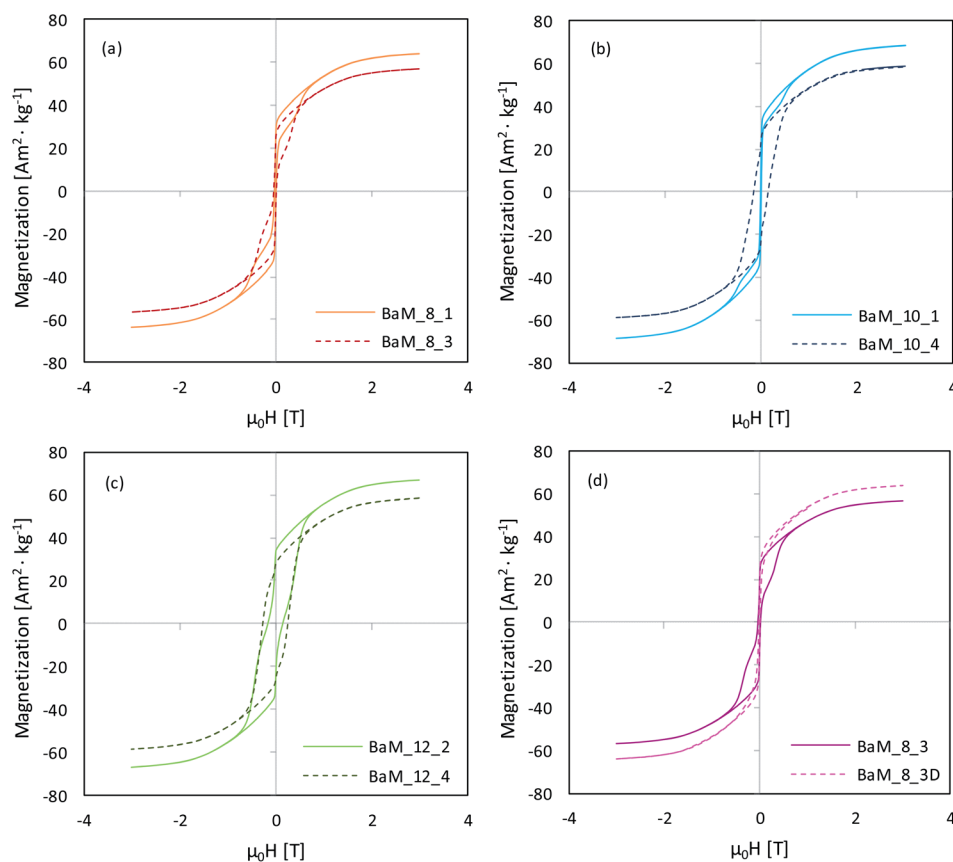 (a)
80
60
40
20
0
-20
-40
-60
-80
-4
-2
0
2
4
Magnetization [Am²· kg⁻¹]
μ₀H [T]
BaM_8_1
BaM_8_3
(b)
80
60
40
20
0
-20
-40
-60
-80
-4
-2
0
2
4
Magnetization [Am²· kg⁻¹]
μ₀H [T]
BaM_10_1
BaM_10_4
(c)
80
60
40
20
0
-20
-40
-60
-80
-4
-2
0
2
4
Magnetization [Am²· kg⁻¹]
μ₀H [T]
BaM_12_2
BaM_12_4
(d)
80
60
40
20
0
-20
-40
-60
-80
-4
-2
0
2
4
Magnetization [Am²· kg⁻¹]
μ₀H [T]
BaM_8_3
BaM_8_3D